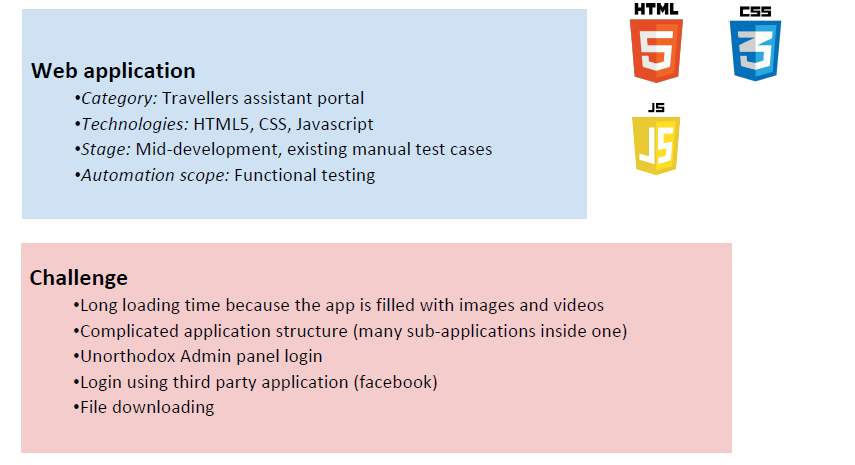 HTML
5
CSS
3
JS
JS
Web application
•Category: Travellers assistant portal
•Technologies: HTML5, CSS, Javascript
•Stage: Mid-development, existing manual test cases
•Automation scope: Functional testing
Challenge
•Long loading time because the app is filled with images and videos
•Complicated application structure (many sub-applications inside one)
•Unorthodox Admin panel login
•Login using third party application (facebook)
•File downloading